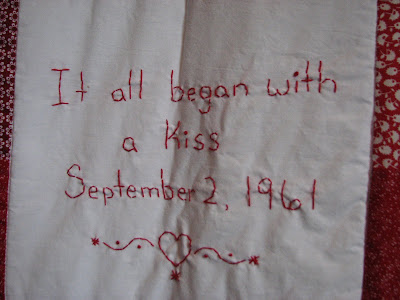 It all began with
a Kiss
September 2, 1961